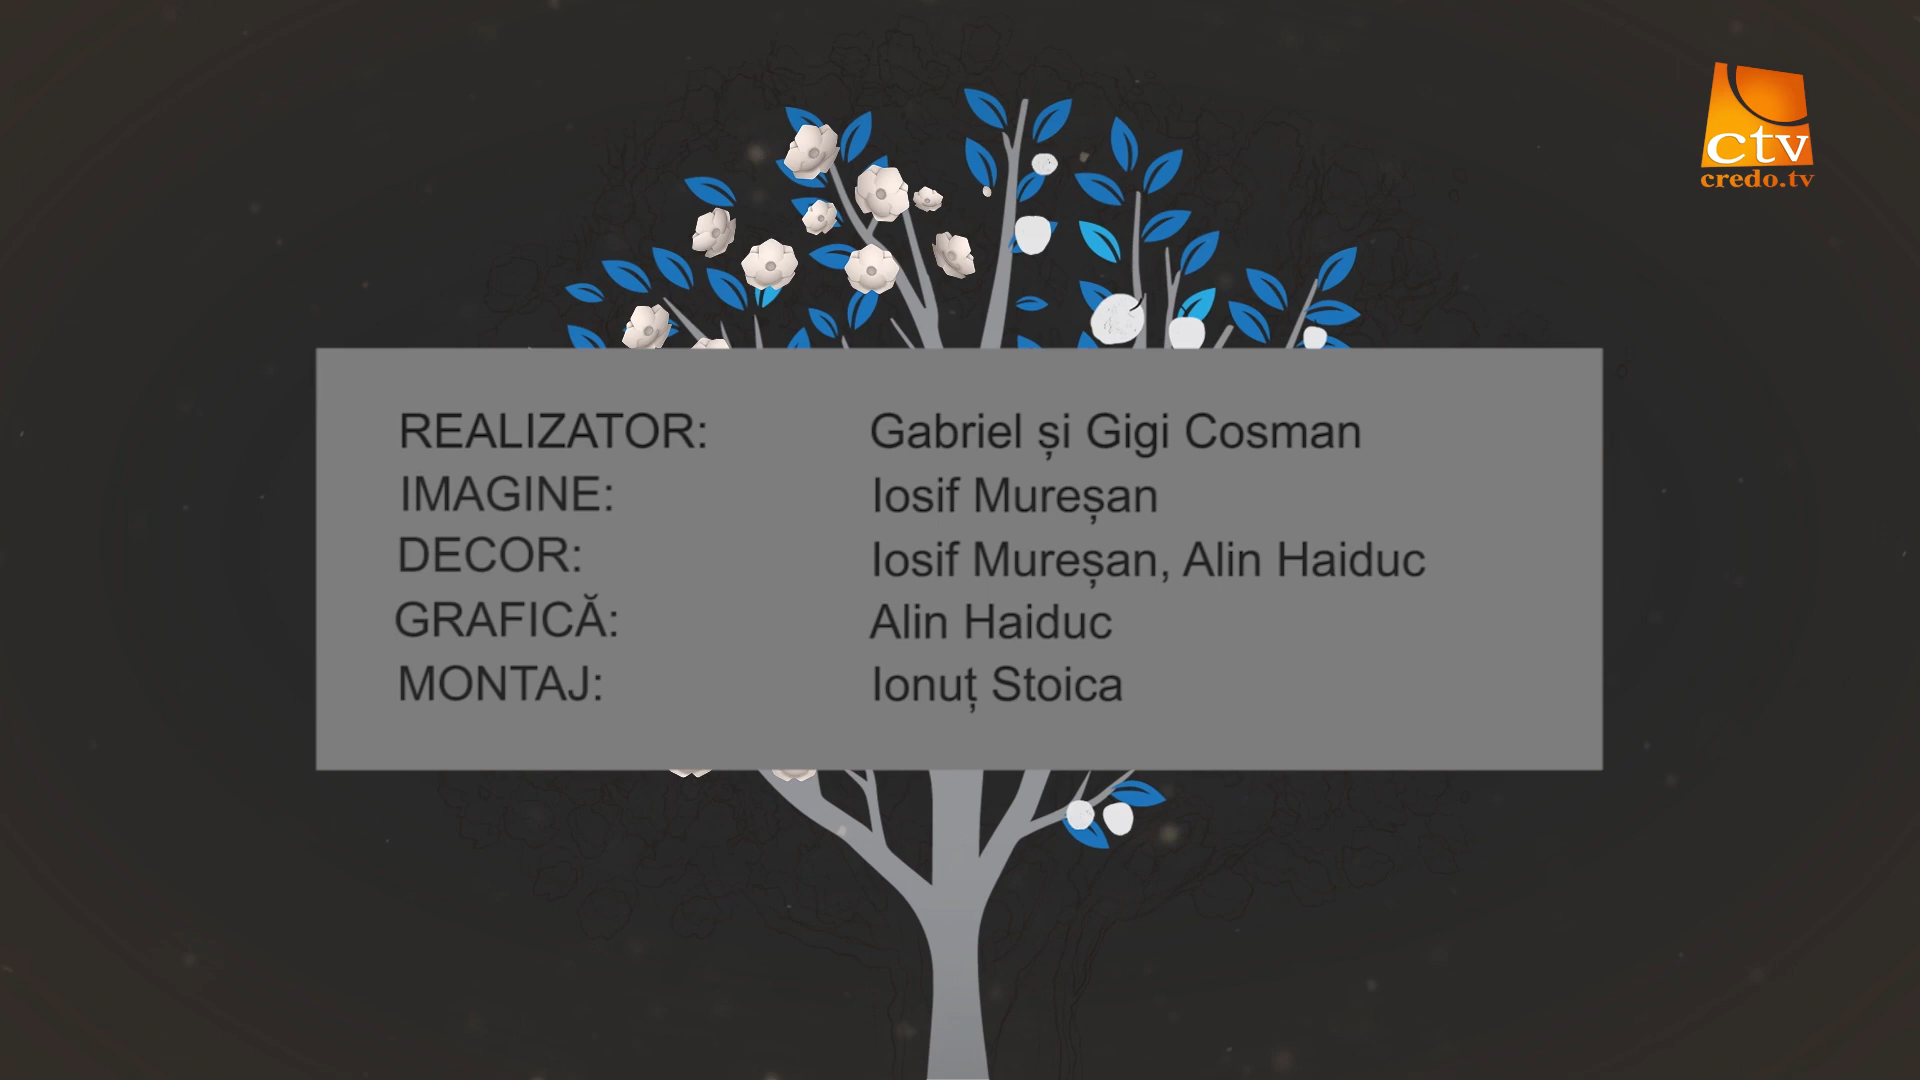 ctv
credo.tv
REALIZATOR: Gabriel și Gigi Cosman
IMAGINE: Iosif Mureșan
DECOR: Iosif Mureșan, Alin Haiduc
GRAFICĂ: Alin Haiduc
MONTAJ: Ionuț Stoica